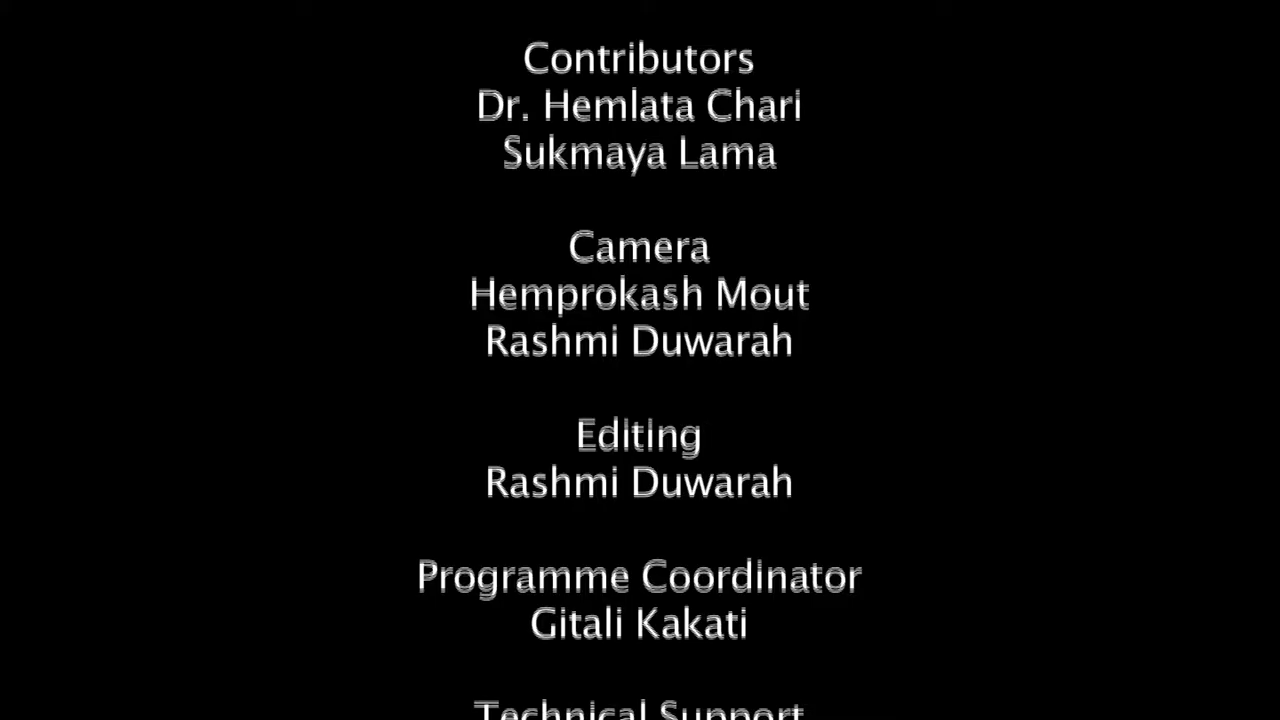 Contributors
Dr. Hemlata Chari
Sukmaya Lama
Camera
Hemprokash Mout
Rashmi Duwarah
Editing
Rashmi Duwarah
Programme Coordinator
Gitali Kakati
Technical Support